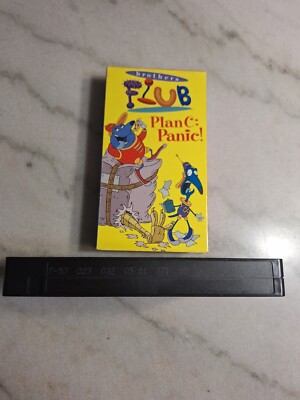 brothers
FLUB
Plan C:
Panic!